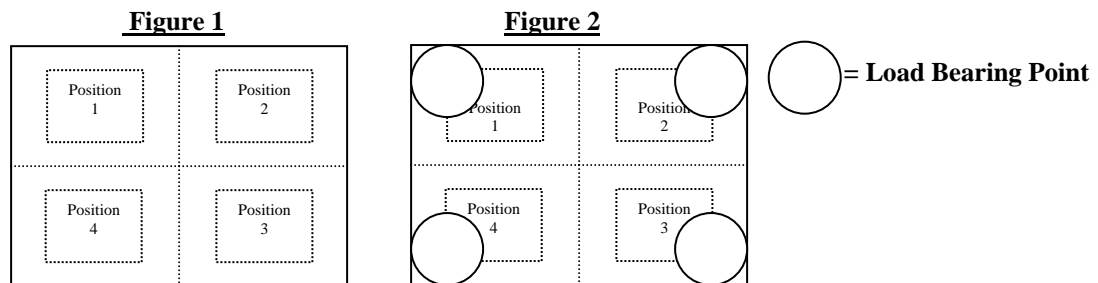 Figure 1
Figure 2
Position
1
Position
2
Position
4
Position
3
Position
1
Position
2
Position
4
Position
3
= Load Bearing Point